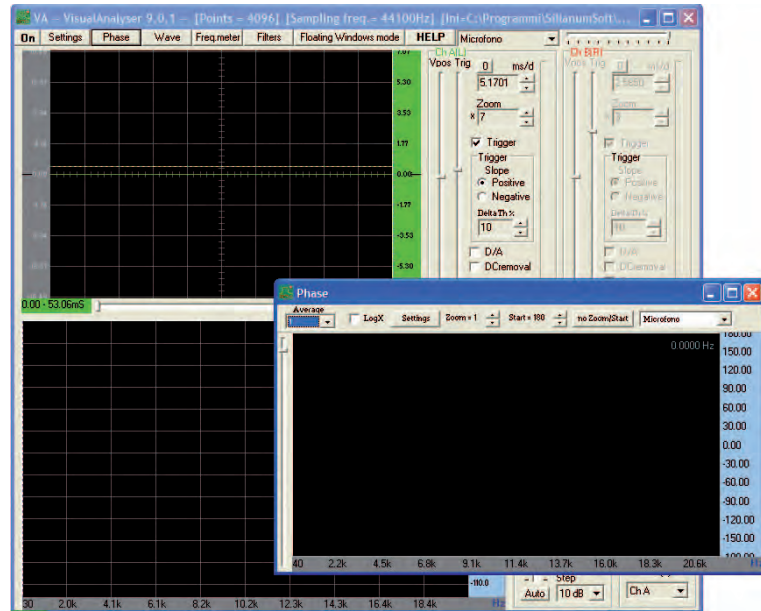 VA - VisualAnalyser 9.0.1 - [Points = 4096] [Sampling freq = 44100Hz] [Ini=C:\Programmi\SillanumSoft\...
On Settings Phase Wave Freq.meter Filters Floating Windows mode HELP Microfono
Ch A(L) Ch B(R)
Vpos Trig 0 ms/d Vpos Trig 0 ms/d
7.07
5.30
3.53
1.77
0.00
-1.77
-3.53
-5.30
5.1701
Zoom Zoom
x 7 x
Trigger Trigger
Trigger Trigger
Slope Slope
Positive Positive
Negative Negative
DeltaTh% DeltaTh%
10 10
D/A D/A
DCremoval DCremoval
0.00 - 53.06mS
Phase
Average
1 LogX Settings Zoom x 1 Start x 180 no Zoom/Start Microfono
0.0000 Hz
180.00
150.00
120.00
90.00
60.00
30.00
0.00
-30.00
-60.00
-90.00
-120.00
-150.00
40 2.2k 4.5k 6.8k 9.1k 11.4k 13.7k 16.0k 18.3k 20.6k Hz
-110.0
Step
Auto 10 dB Ch A
30 2.0k 4.1k 6.1k 8.2k 10.2k 12.3k 14.3k 16.4k 18.4k Hz